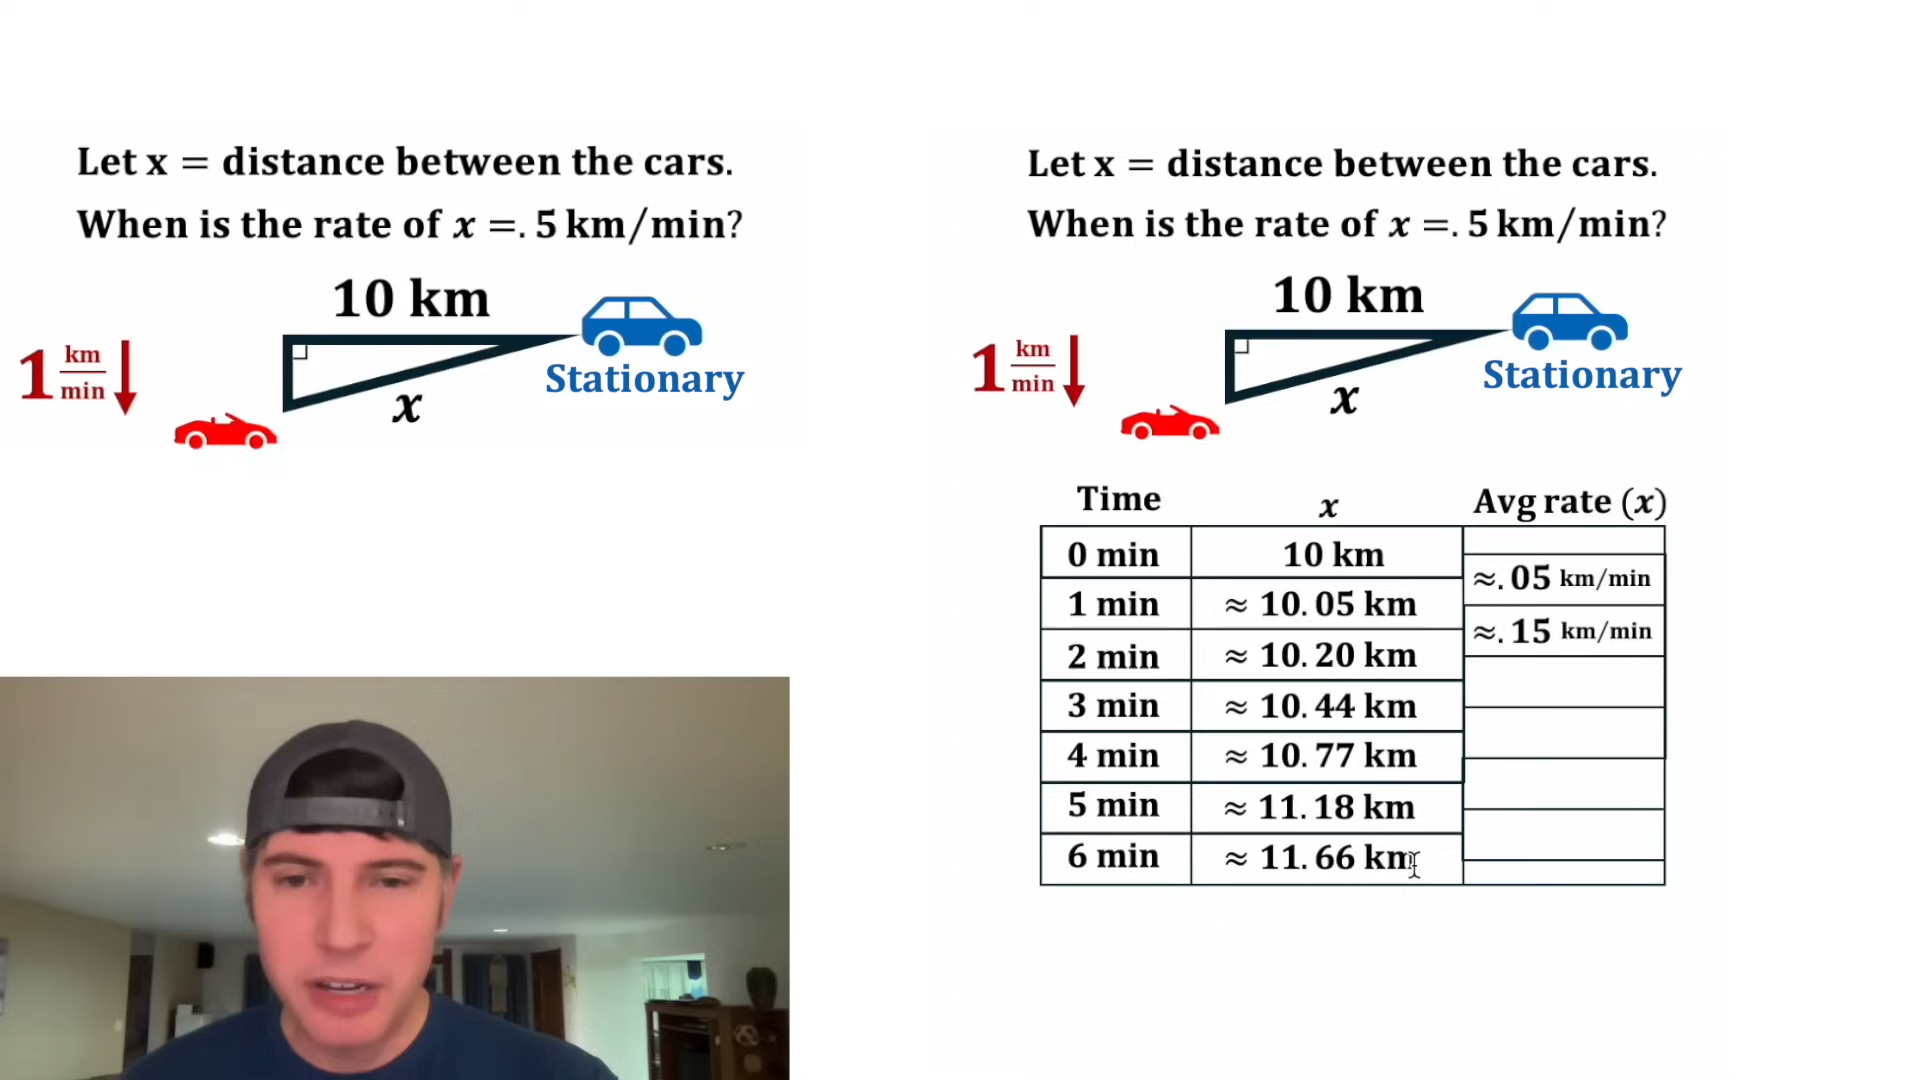 Let x = distance between the cars.
When is the rate of x =. 5 km/min?
10 km
1 km/min
Stationary
x
Let x = distance between the cars.
When is the rate of x =. 5 km/min?
10 km
1 km/min
Stationary
x
Time x Avg rate (x)
0 min 10 km
≈. 05 km/min
1 min ≈ 10. 05 km
≈. 15 km/min
2 min ≈ 10. 20 km
3 min ≈ 10. 44 km
4 min ≈ 10. 77 km
5 min ≈ 11. 18 km
6 min ≈ 11. 66 km